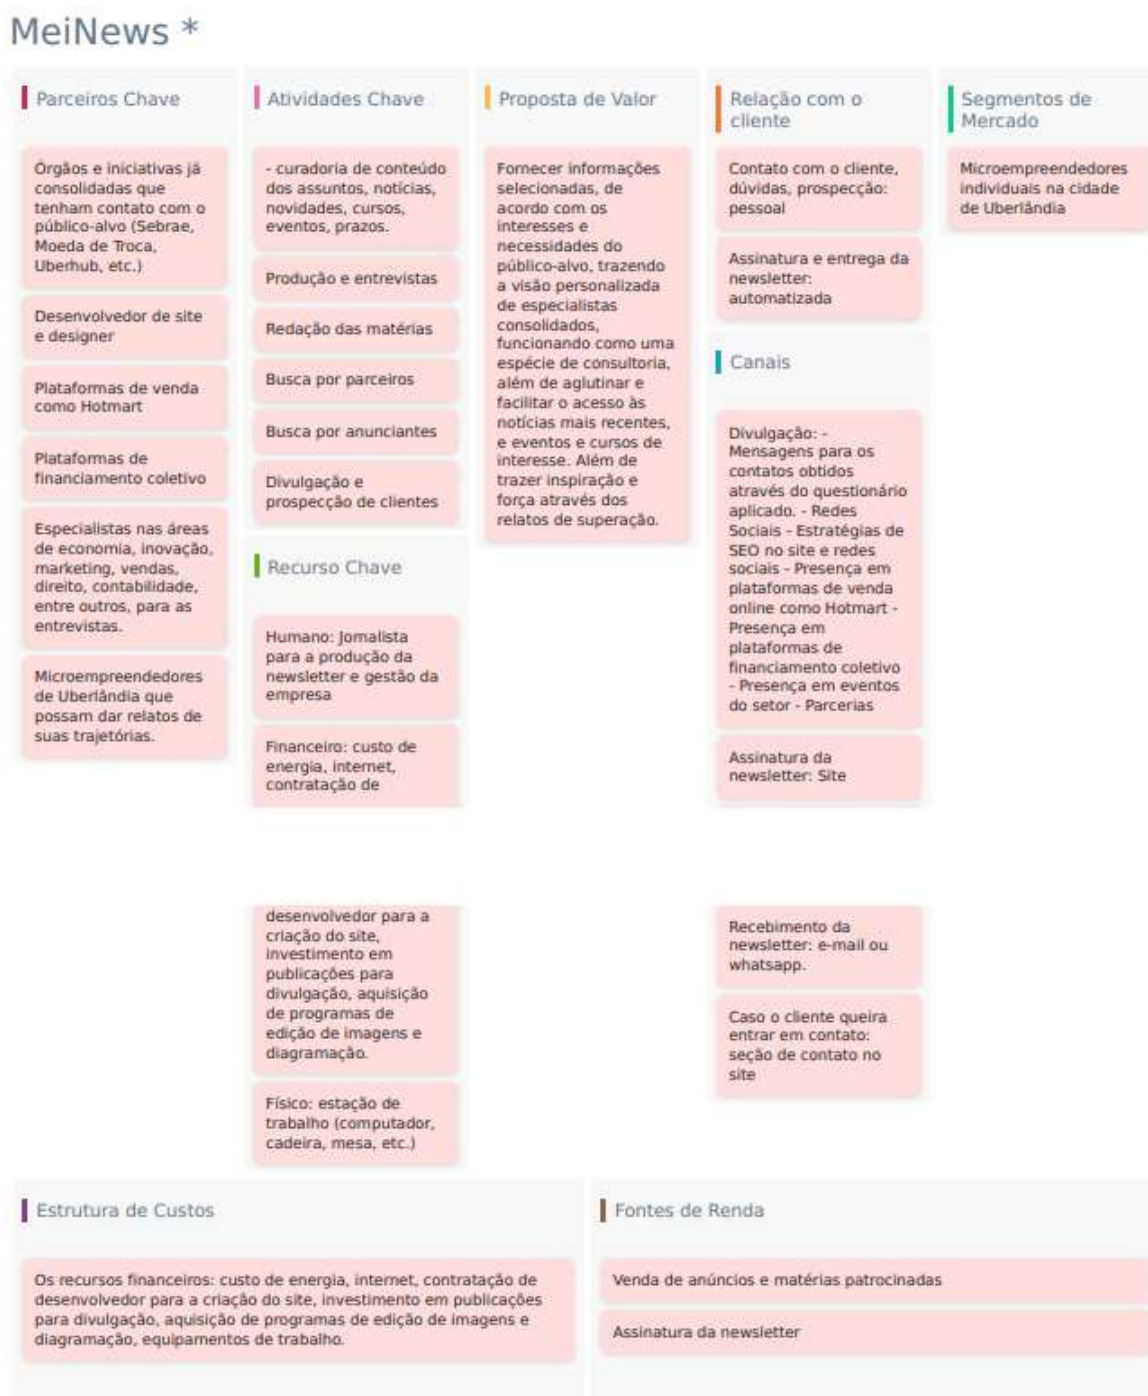 MeiNews *
Parceiros Chave
Órgãos e iniciativas já
consolidadas que
tenham contato com o
público-alvo (Sebrae,
Moeda de Troca,
Uberhub, etc.)
Desenvolvedor de site
e designer
Plataformas de venda
como Hotmart
Plataformas de
financiamento coletivo
Especialistas nas áreas
de economia, inovação,
marketing, vendas,
direito, contabilidade,
entre outros, para as
entrevistas.
Microempreendedores
de Uberlândia que
possam dar relatos de
suas trajetórias.
Atividades Chave
- curadoria de conteúdo
dos assuntos, notícias,
novidades, cursos,
eventos, prazos.
Produção e entrevistas
Redação das matérias
Busca por parceiros
Busca por anunciantes
Divulgação e
prospecção de clientes
Recurso Chave
Humano: Jornalista
para a produção da
newsletter e gestão da
empresa
Financeiro: custo de
energia, internet,
contratação de
desenvolvedor para a
criação do site,
investimento em
publicações para
divulgação, aquisição
de programas de
edição de imagens e
diagramação.
Físico: estação de
trabalho (computador,
cadeira, mesa, etc.)
Proposta de Valor
Fornecer informações
selecionadas, de
acordo com os
interesses e
necessidades do
público-alvo, trazendo
a visão personalizada
de especialistas
consolidados,
funcionando como uma
espécie de consultoria,
além de aglutinar e
facilitar o acesso às
notícias mais recentes,
e eventos e cursos de
interesse. Além de
trazer inspiração e
força através dos
relatos de superação.
Relação com o
cliente
Contato com o cliente,
dúvidas, prospecção:
pessoal
Assinatura e entrega da
newsletter:
automatizada
Canais
Divulgação: -
Mensagens para os
contatos obtidos
através do questionário
aplicado. - Redes
Sociais - Estratégias de
SEO no site e redes
sociais - Presença em
plataformas de venda
online como Hotmart -
Presença em
plataformas de
financiamento coletivo
- Presença em eventos
do setor - Parcerias
Assinatura da
newsletter: Site
Recebimento da
newsletter: e-mail ou
whatsapp.
Caso o cliente queira
entrar em contato:
seção de contato no
site
Segmentos de
Mercado
Microempreendedores
individuais na cidade
de Uberlândia
Estrutura de Custos
Os recursos financeiros: custo de energia, internet, contratação de
desenvolvedor para a criação do site, investimento em publicações
para divulgação, aquisição de programas de edição de imagens e
diagramação, equipamentos de trabalho.
Fontes de Renda
Venda de anúncios e matérias patrocinadas
Assinatura da newsletter